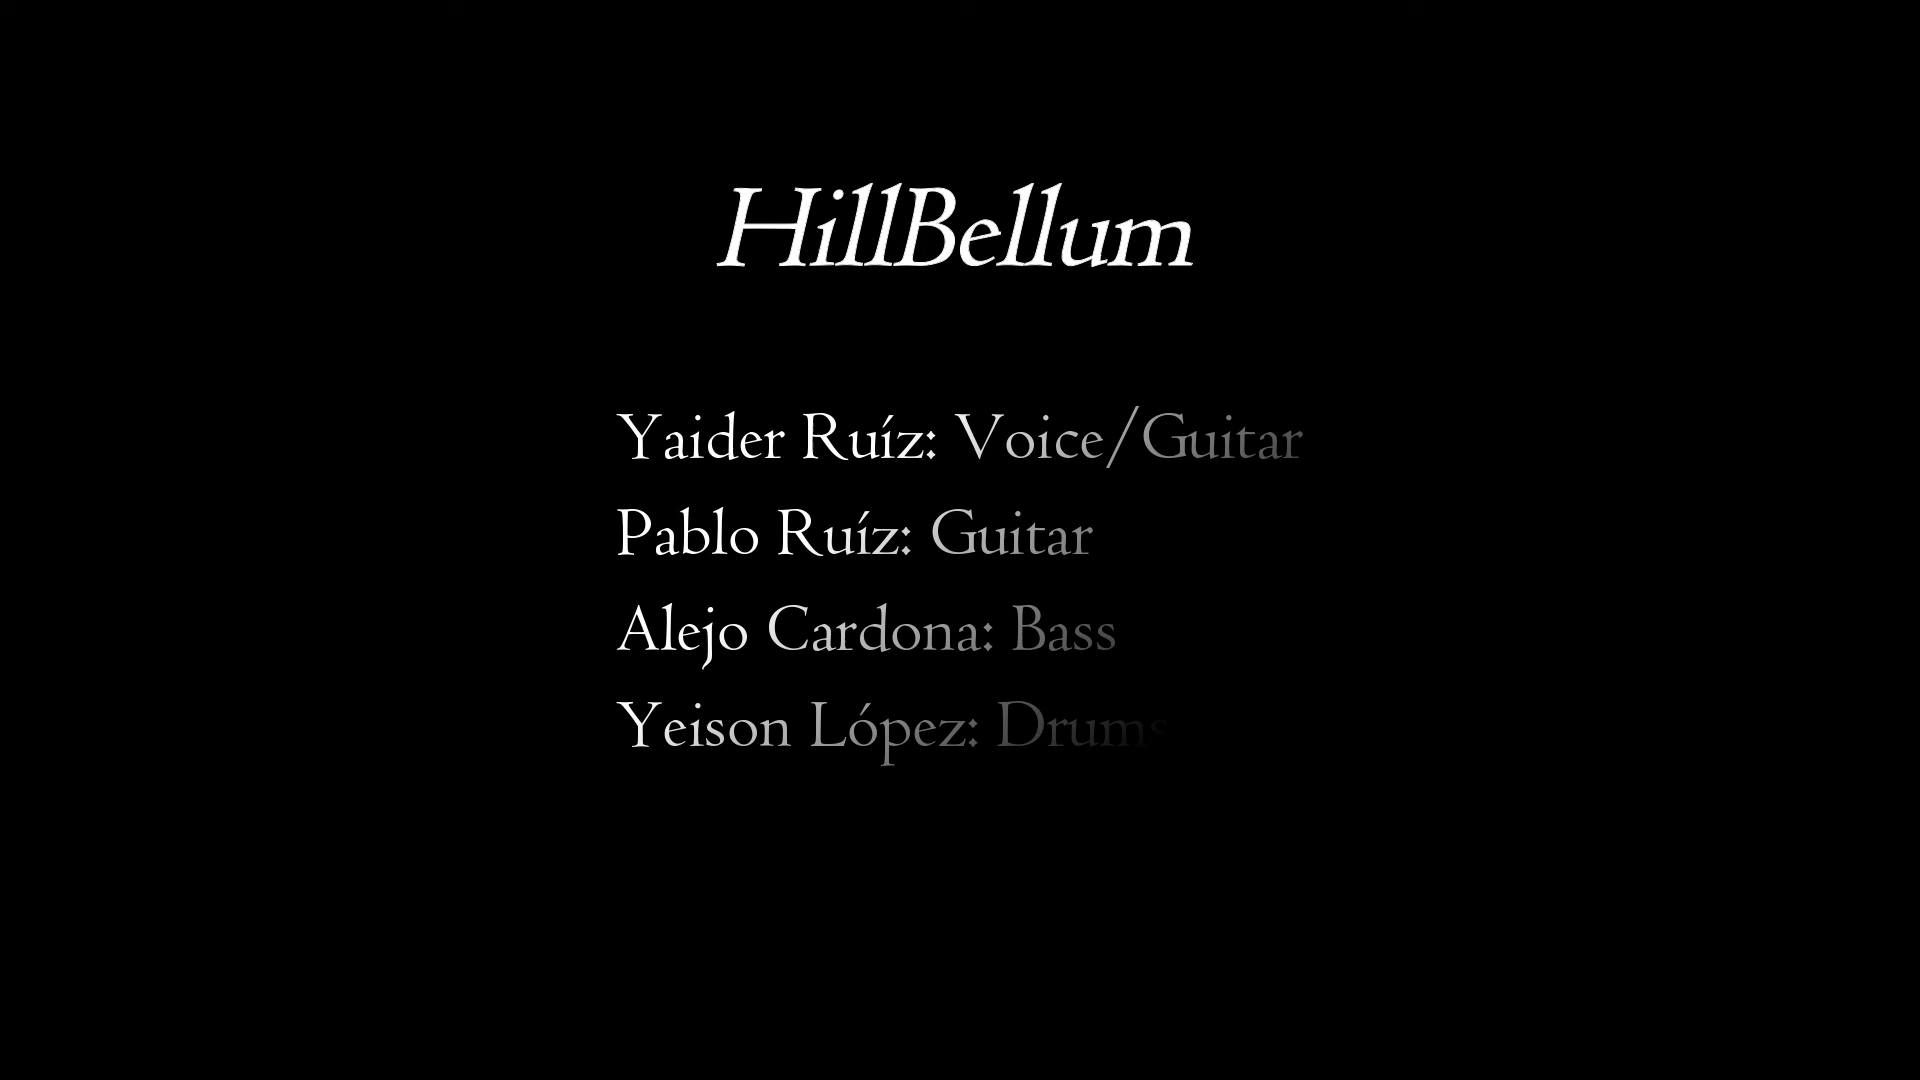 HillBellum
Yaider Ruíz: Voice/Guitar
Pablo Ruíz: Guitar
Alejo Cardona: Bass
Yeison López: Drums